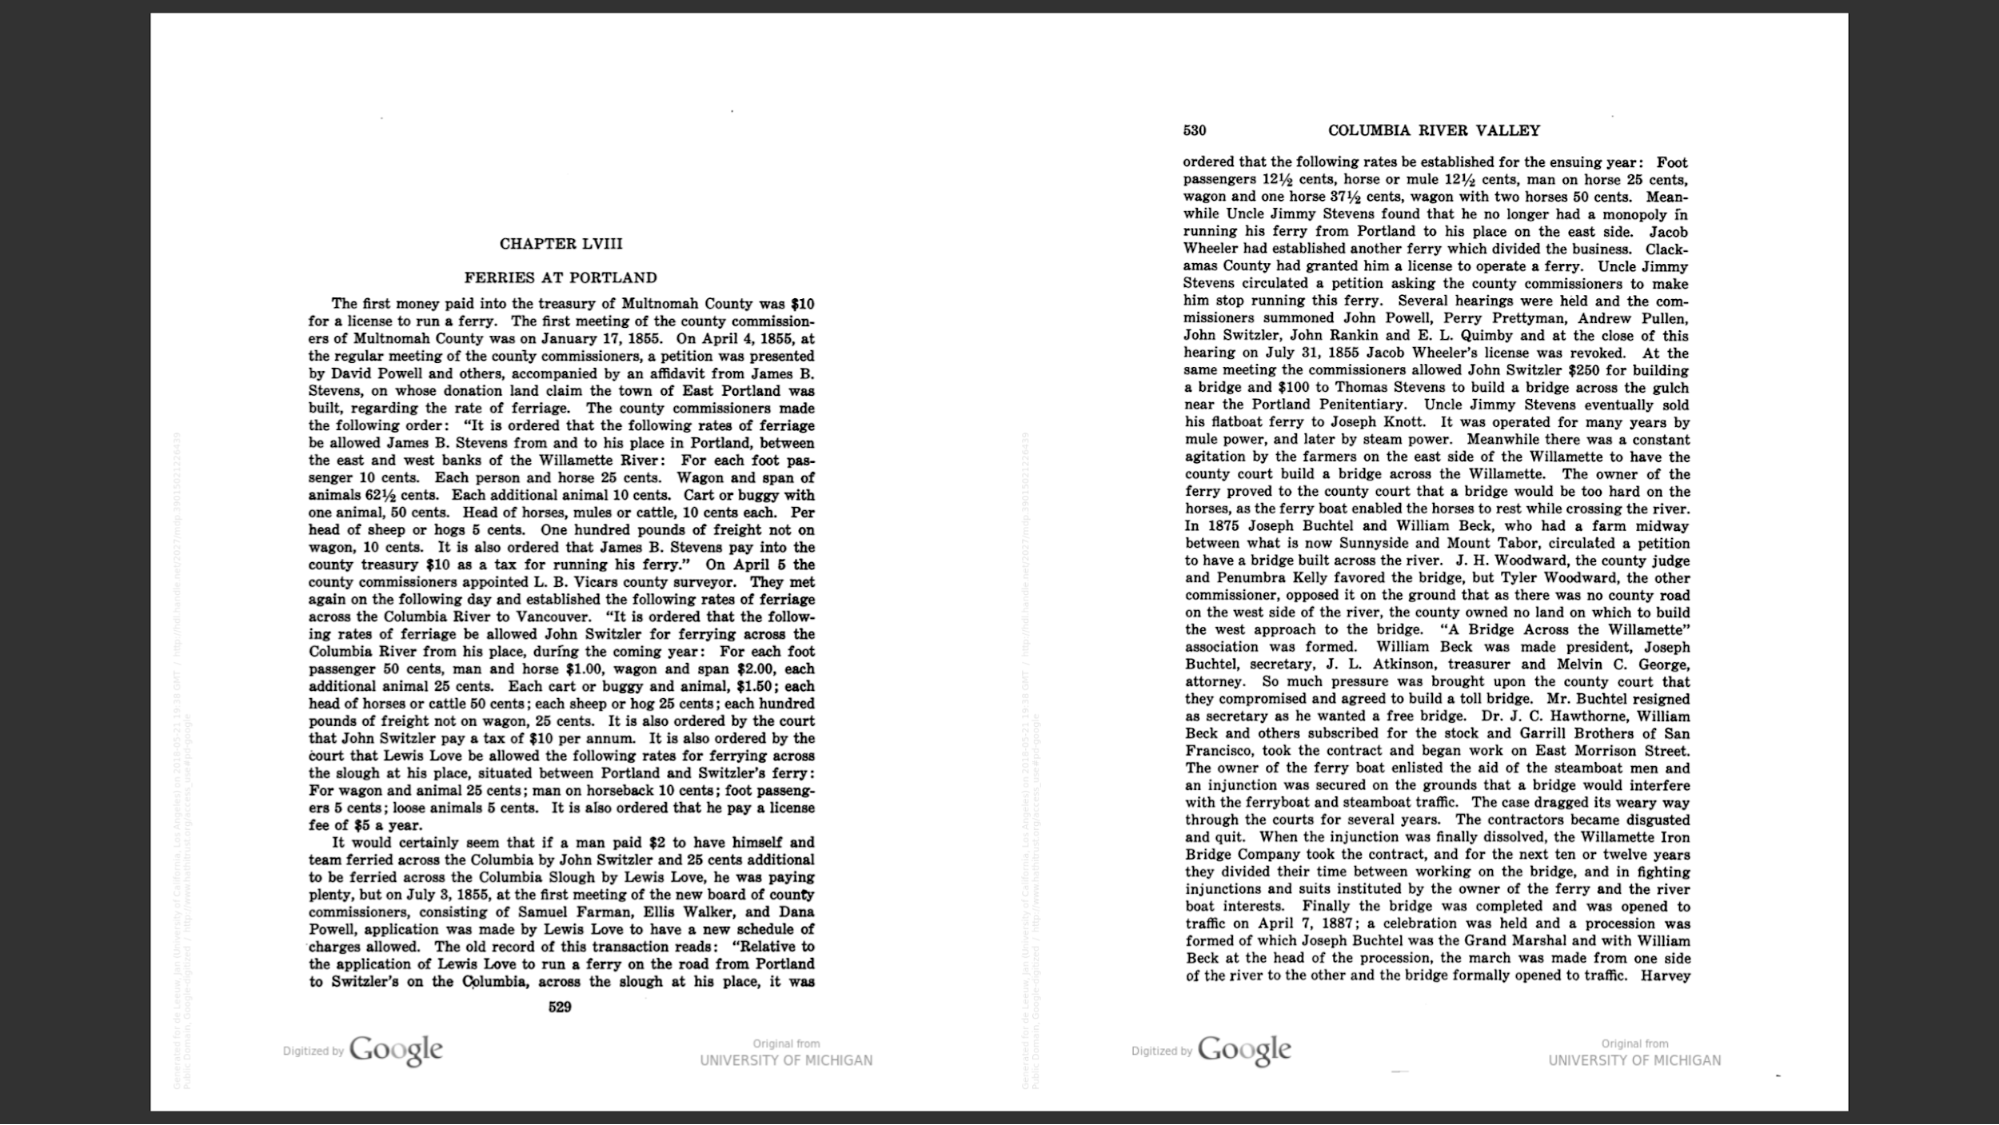 CHAPTER LVIII
FERRIES AT PORTLAND
The first money paid into the treasury of Multnomah County was $10
for a license to run a ferry. The first meeting of the county commission-
ers of Multnomah County was on January 17, 1855. On April 4, 1855, at
the regular meeting of the county commissioners, a petition was presented
by David Powell and others, accompanied by an affidavit from James B.
Stevens, on whose donation land claim the town of East Portland was
built, regarding the rate of ferriage. The county commissioners made
the following order: “It is ordered that the following rates of ferriage
be allowed James B. Stevens from and to his place in Portland, between
the east and west banks of the Willamette River: For each foot pas-
senger 10 cents. Each person and horse 25 cents. Wagon and span of
animals 62½ cents. Each additional animal 10 cents. Cart or buggy with
one animal, 50 cents. Head of horses, mules or cattle, 10 cents each. Per
head of sheep or hogs 5 cents. One hundred pounds of freight not on
wagon, 10 cents. It is also ordered that James B. Stevens pay into the
county treasury $10 as a tax for running his ferry.” On April 5 the
county commissioners appointed L. B. Vicars county surveyor. They met
again on the following day and established the following rates of ferriage
across the Columbia River to Vancouver. “It is ordered that the follow-
ing rates of ferriage be allowed John Switzler for ferrying across the
Columbia River from his place, during the coming year: For each foot
passenger 50 cents, man and horse $1.00, wagon and span $2.00, each
additional animal 25 cents. Each cart or buggy and animal, $1.50; each
head of horses or cattle 50 cents; each sheep or hog 25 cents; each hundred
pounds of freight not on wagon, 25 cents. It is also ordered by the court
that John Switzler pay a tax of $10 per annum. It is also ordered by the
court that Lewis Love be allowed the following rates for ferrying across
the slough at his place, situated between Portland and Switzler's ferry:
For wagon and animal 25 cents; man on horseback 10 cents; foot passeng-
ers 5 cents; loose animals 5 cents. It is also ordered that he pay a license
fee of $5 a year.
It would certainly seem that if a man paid $2 to have himself and
team ferried across the Columbia by John Switzler and 25 cents additional
to be ferried across the Columbia Slough by Lewis Love, he was paying
plenty, but on July 3, 1855, at the first meeting of the new board of county
commissioners, consisting of Samuel Farman, Ellis Walker, and Dana
Powell, application was made by Lewis Love to have a new schedule of
charges allowed. The old record of this transaction reads: “Relative to
the application of Lewis Love to run a ferry on the road from Portland
to Switzler's on the Columbia, across the slough at his place, it was
529
Digitized by Google
Original from
UNIVERSITY OF MICHIGAN
530 COLUMBIA RIVER VALLEY
ordered that the following rates be established for the ensuing year: Foot
passengers 12½ cents, horse or mule 12½ cents, man on horse 25 cents,
wagon and one horse 37½ cents, wagon with two horses 50 cents. Mean-
while Uncle Jimmy Stevens found that he no longer had a monopoly in
running his ferry from Portland to his place on the east side. Jacob
Wheeler had established another ferry which divided the business. Clack-
amas County had granted him a license to operate a ferry. Uncle Jimmy
Stevens circulated a petition asking the county commissioners to make
him stop running this ferry. Several hearings were held and the com-
missioners summoned John Powell, Perry Prettyman, Andrew Pullen,
John Switzler, John Rankin and E. L. Quimby and at the close of this
hearing on July 31, 1855 Jacob Wheeler's license was revoked. At the
same meeting the commissioners allowed John Switzler $250 for building
a bridge and $100 to Thomas Stevens to build a bridge across the gulch
near the Portland Penitentiary. Uncle Jimmy Stevens eventually sold
his flatboat ferry to Joseph Knott. It was operated for many years by
mule power, and later by steam power. Meanwhile there was a constant
agitation by the farmers on the east side of the Willamette to have the
county court build a bridge across the Willamette. The owner of the
ferry proved to the county court that a bridge would be too hard on the
horses, as the ferry boat enabled the horses to rest while crossing the river.
In 1875 Joseph Buchtel and William Beck, who had a farm midway
between what is now Sunnyside and Mount Tabor, circulated a petition
to have a bridge built across the river. J. H. Woodward, the county judge
and Penumbra Kelly favored the bridge, but Tyler Woodward, the other
commissioner, opposed it on the ground that as there was no county road
on the west side of the river, the county owned no land on which to build
the west approach to the bridge. “A Bridge Across the Willamette”
association was formed. William Beck was made president, Joseph
Buchtel, secretary, J. L. Atkinson, treasurer and Melvin C. George,
attorney. So much pressure was brought upon the county court that
they compromised and agreed to build a toll bridge. Mr. Buchtel resigned
as secretary as he wanted a free bridge. Dr. J. C. Hawthorne, William
Beck and others subscribed for the stock and Garrill Brothers of San
Francisco, took the contract and began work on East Morrison Street.
The owner of the ferry boat enlisted the aid of the steamboat men and
an injunction was secured on the grounds that a bridge would interfere
with the ferryboat and steamboat traffic. The case dragged its weary way
through the courts for several years. The contractors became disgusted
and quit. When the injunction was finally dissolved, the Willamette Iron
Bridge Company took the contract, and for the next ten or twelve years
they divided their time between working on the bridge, and in fighting
injunctions and suits instituted by the owner of the ferry and the river
boat interests. Finally the bridge was completed and was opened to
traffic on April 7, 1887; a celebration was held and a procession was
formed of which Joseph Buchtel was the Grand Marshal and with William
Beck at the head of the procession, the march was made from one side
of the river to the other and the bridge formally opened to traffic. Harvey
Digitized by Google
Original from
UNIVERSITY OF MICHIGAN